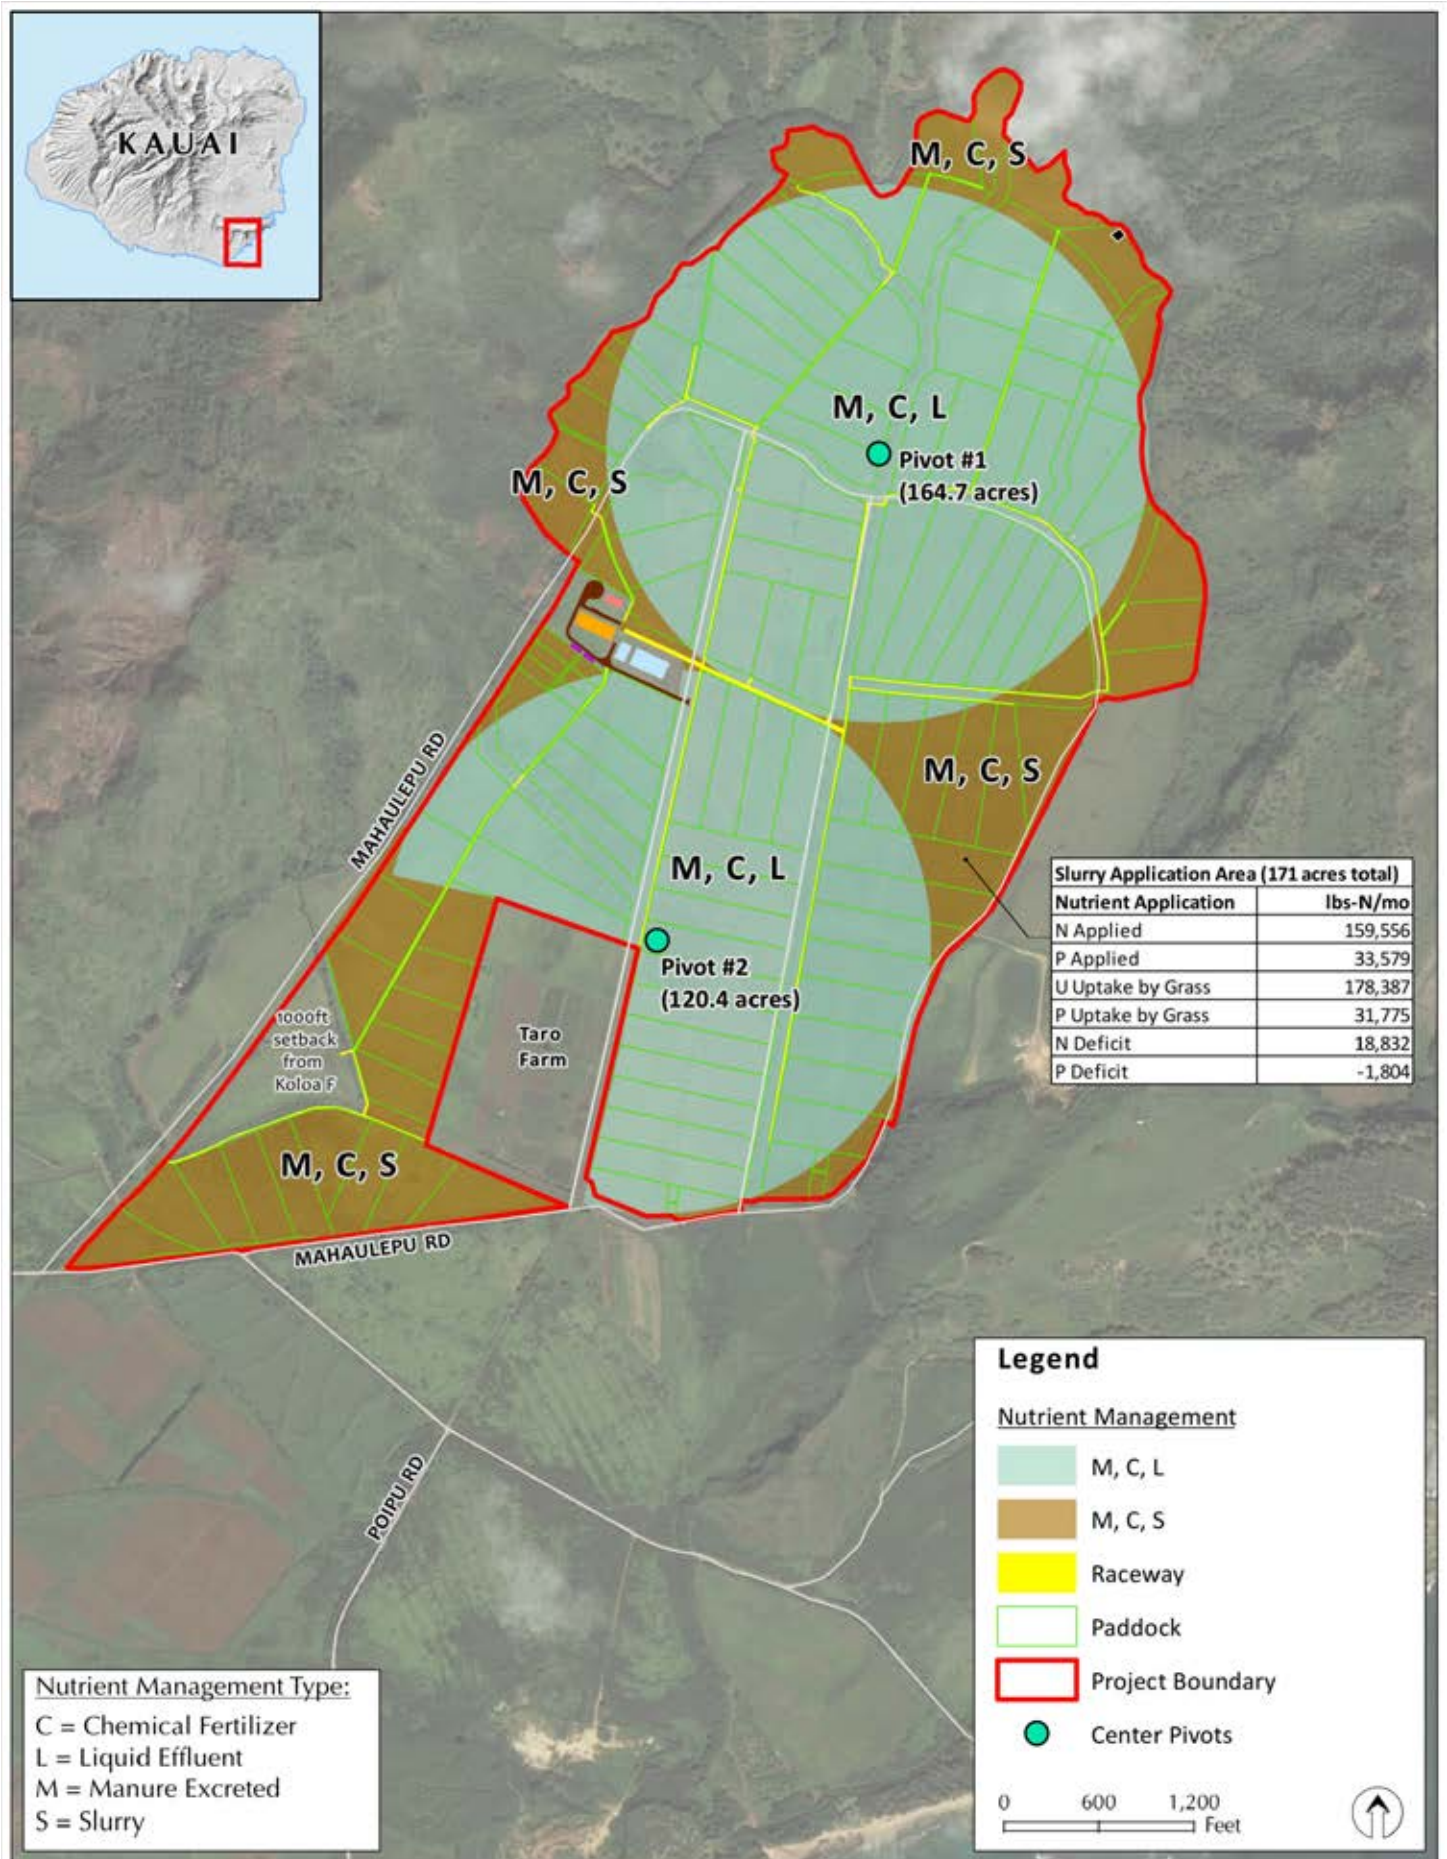 KAUAI
M, C, S
M, C, L
Pivot #1
(164.7 acres)
M, C, S
MAHAULEPU RD
M, C, S
M, C, L
Pivot #2
(120.4 acres)
Slurry Application Area (171 acres total)
Nutrient Application lbs-N/mo
N Applied 159,556
P Applied 33,579
U Uptake by Grass 178,387
P Uptake by Grass 31,775
N Deficit 18,832
P Deficit -1,804
1000ft
setback
from
Koloa F
Taro
Farm
M, C, S
MAHAULEPU RD
POIPU RD
Legend
Nutrient Management
M, C, L
M, C, S
Raceway
Paddock
Project Boundary
Center Pivots
0 600 1,200
Feet
Nutrient Management Type:
C = Chemical Fertilizer
L = Liquid Effluent
M = Manure Excreted
S = Slurry